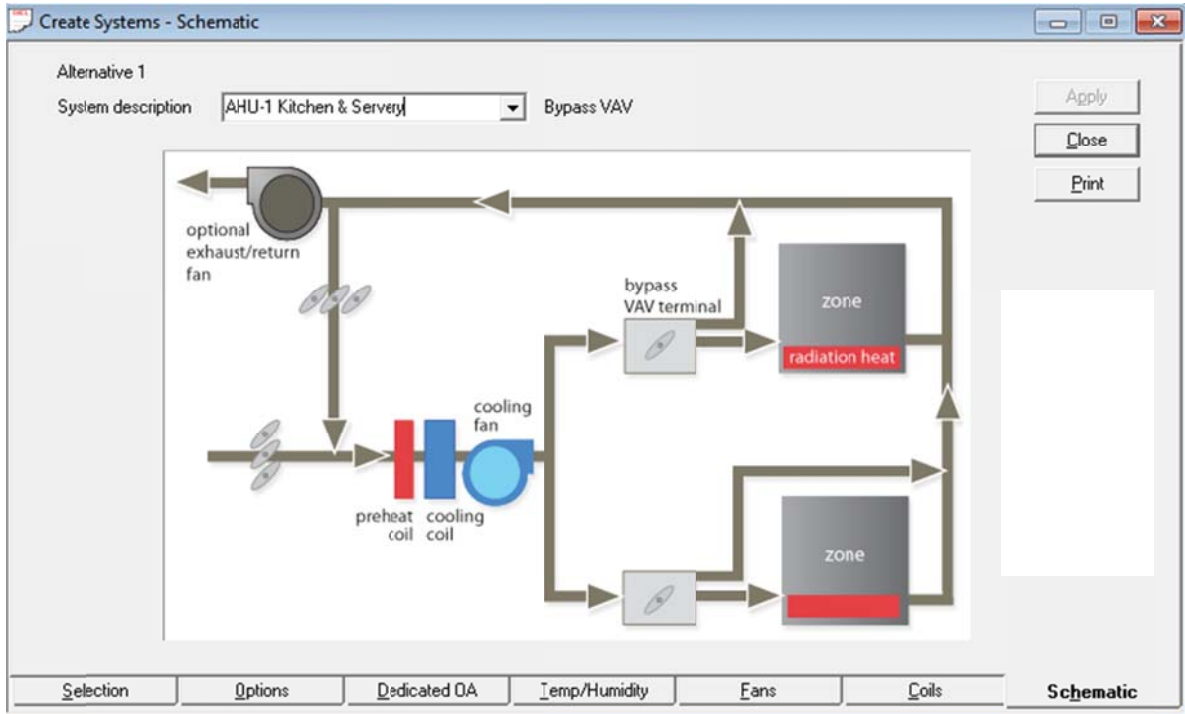 Create Systems - Schematic
Alternative 1
System description AHU-1 Kitchen & Servery Bypass VAV
Apply
Close
Print
optional
exhaust/return
fan
bypass
VAV terminal
zone
radiation heat
cooling
fan
preheat
coil
cooling
coil
zone
Selection Options Dedicated OA Temp/Humidity Fans Coils Schematic